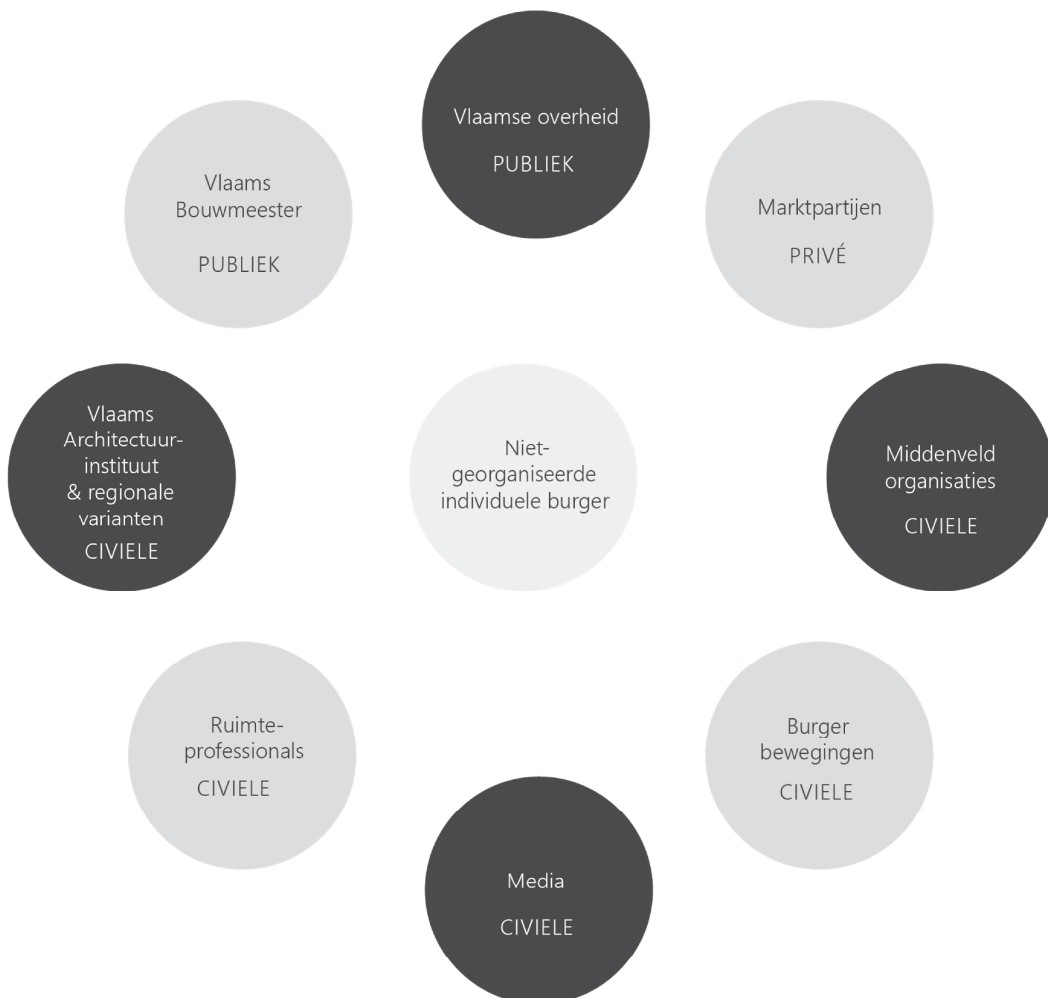 Vlaamse overheid
PUBLIEK
Vlaams
Bouwmeester
PUBLIEK
Marktpartijen
PRIVÉ
Vlaams
Architectuur-
instituut
& regionale
varianten
CIVIELE
Niet-
georganiseerde
individuele burger
Middenveld
organisaties
CIVIELE
Ruimte-
professionals
CIVIELE
Burger
bewegingen
CIVIELE
Media
CIVIELE